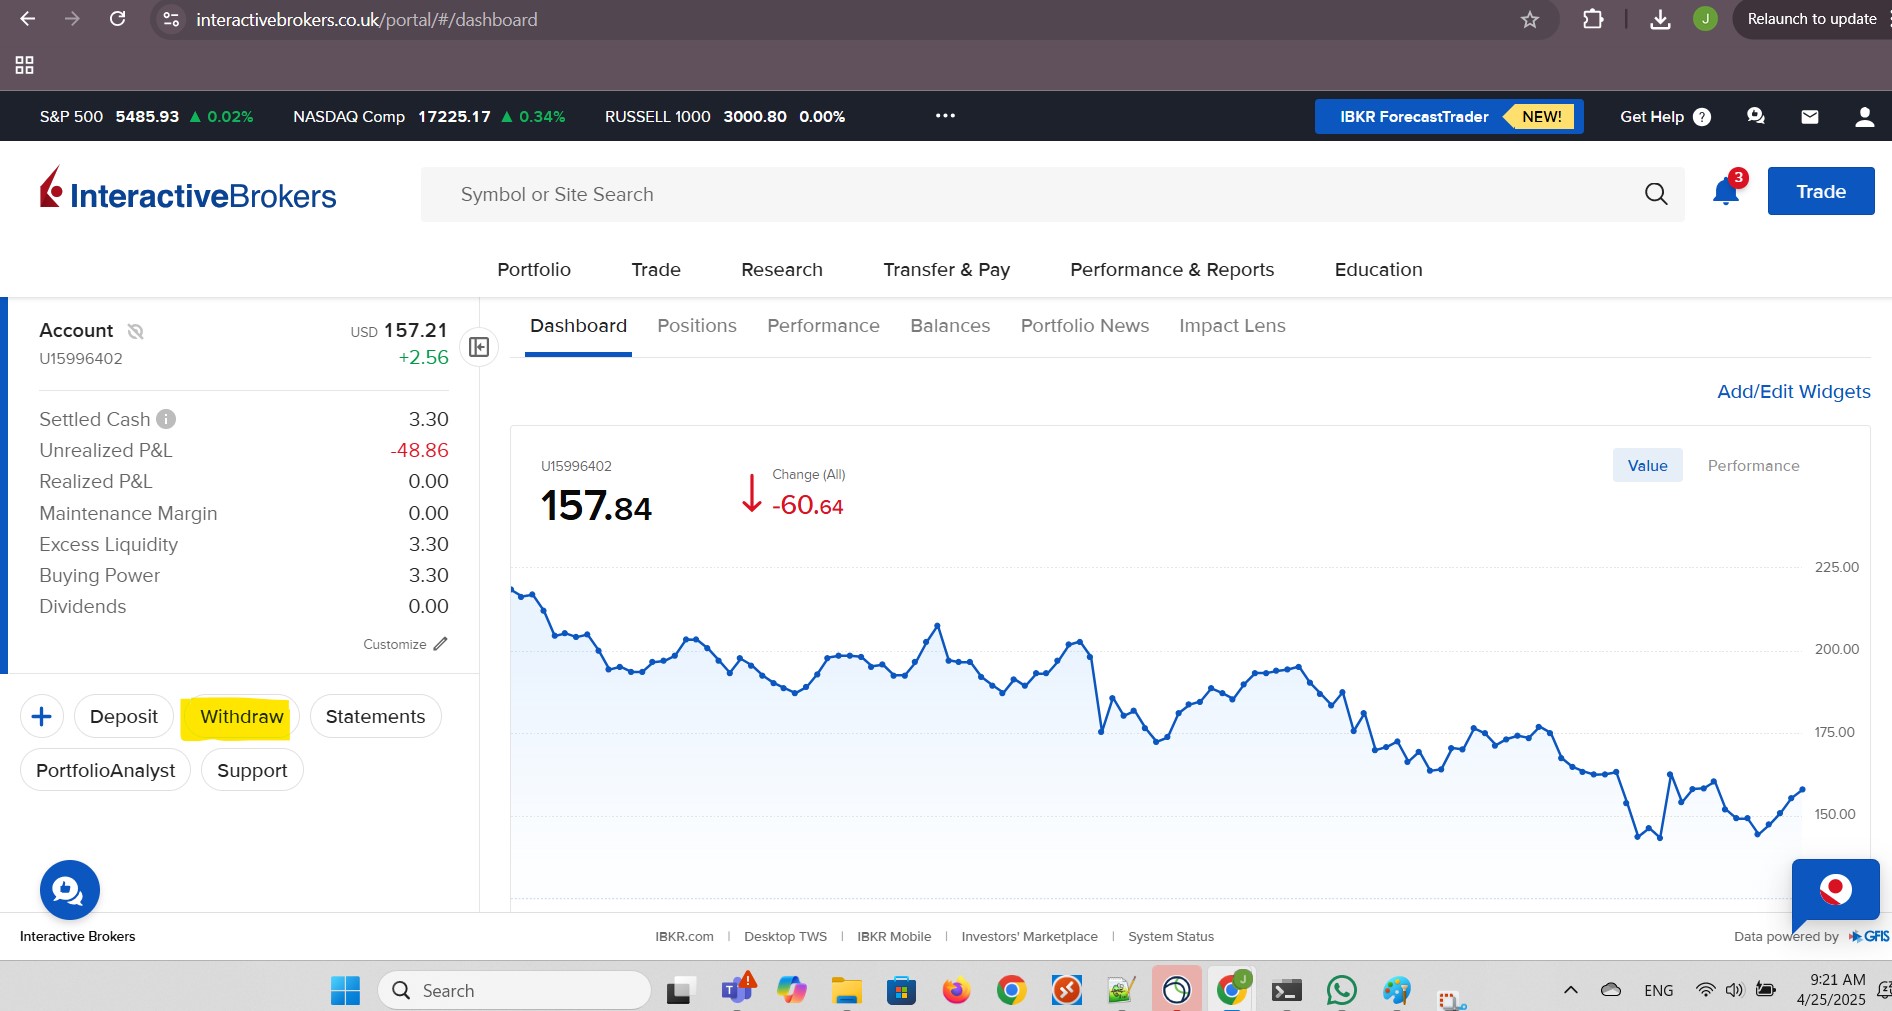 interactivebrokers.co.uk/portal/#/dashboard
J
Relaunch to update
S&P 500 5485.93 ▲ 0.02% NASDAQ Comp 17225.17 ▲ 0.34% RUSSELL 1000 3000.80 0.00% ••• IBKR ForecastTrader NEW! Get Help ?
InteractiveBrokers
Symbol or Site Search
3
Trade
Portfolio Trade Research Transfer & Pay Performance & Reports Education
Account USD 157.21
U15996402 +2.56
Settled Cash i 3.30
Unrealized P&L -48.86
Realized P&L 0.00
Maintenance Margin 0.00
Excess Liquidity 3.30
Buying Power 3.30
Dividends 0.00
Customize
+ Deposit Withdraw Statements
PortfolioAnalyst Support
Dashboard Positions Performance Balances Portfolio News Impact Lens
Add/Edit Widgets
U15996402
157.84
Change (All)
-60.64
Value Performance
225.00
200.00
175.00
150.00
Interactive Brokers
IBKR.com | Desktop TWS | IBKR Mobile | Investors' Marketplace | System Status
Data powered by GFIS
Search
T
J
ENG
9:21 AM
4/25/2025